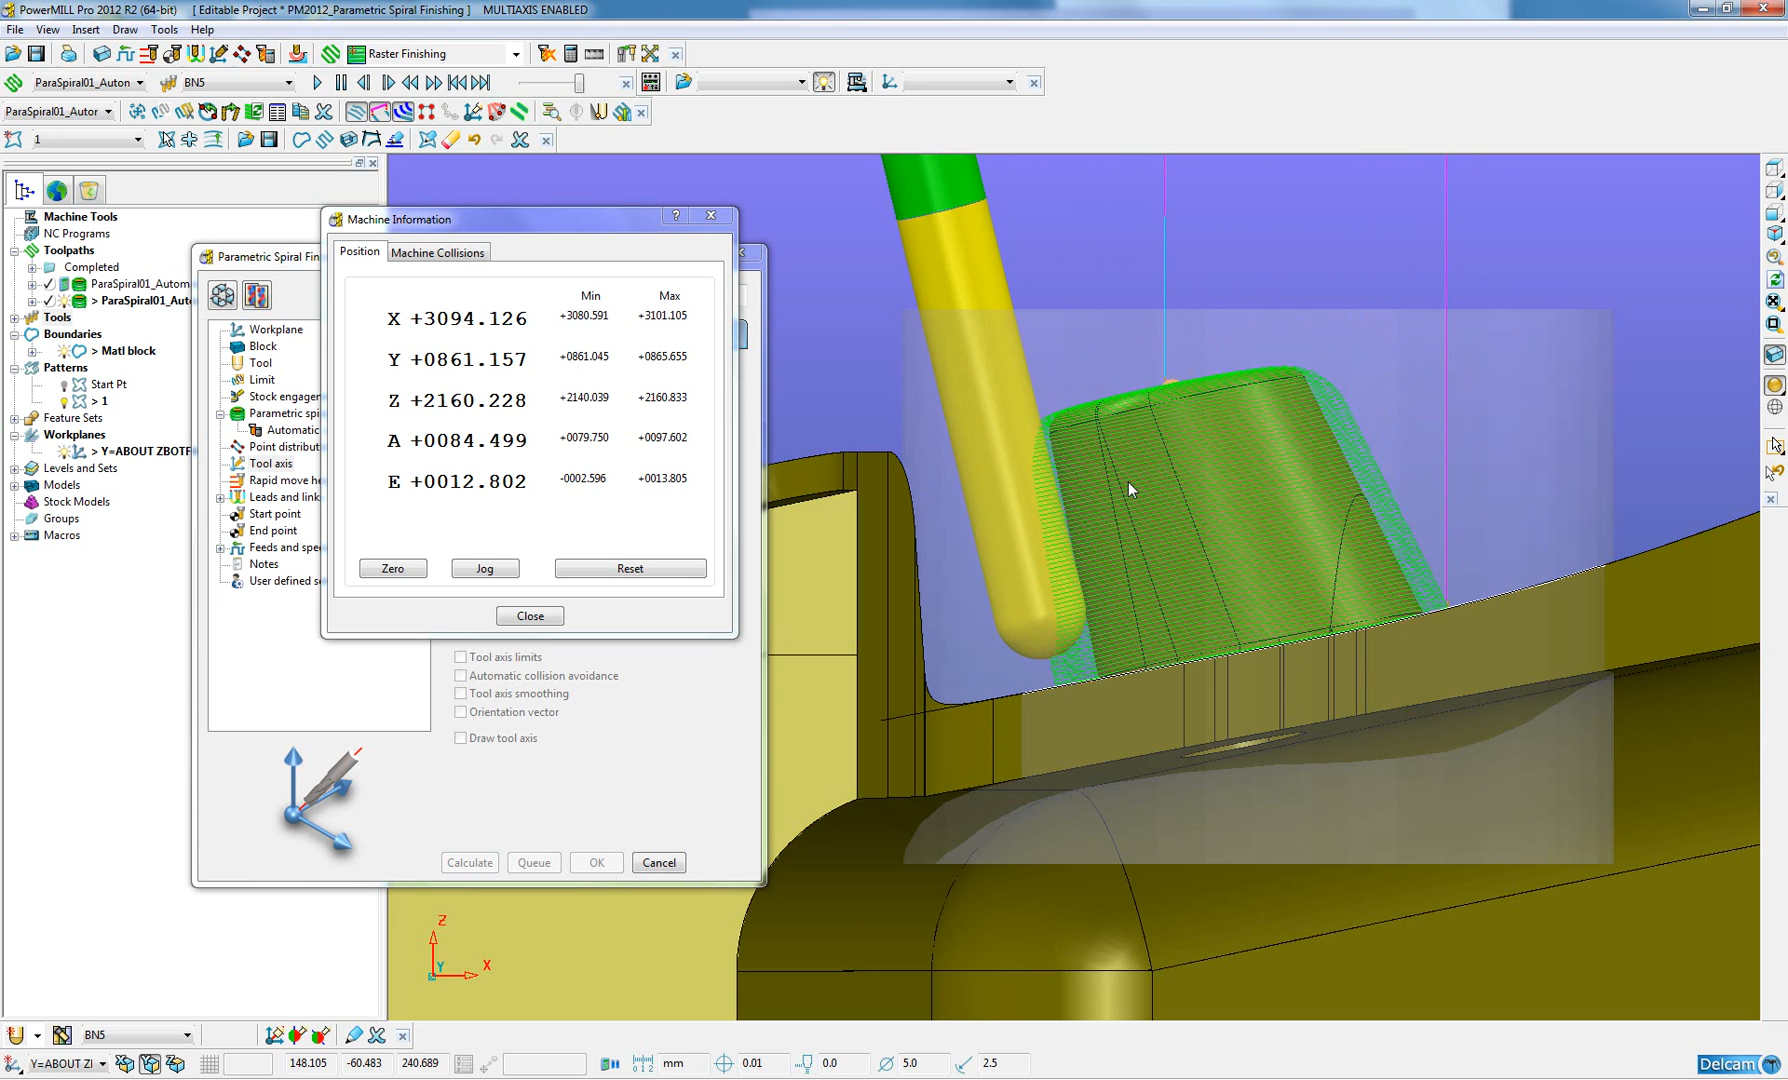 PowerMILL Pro 2012 R2 (64-bit)    [ Editable Project * PM2012_Parametric Spiral Finishing ]    MULTIAXIS ENABLED
File View Insert Draw Tools Help
Raster Finishing
ParaSpiral01_Auton BN5
ParaSpiral01_Autor
1
Machine Tools
NC Programs
Toolpaths
Completed
ParaSpiral01_Autom
> ParaSpiral01_Auto
Tools
Boundaries
> Matl block
Patterns
Start Pt
> 1
Feature Sets
Workplanes
> Y=ABOUT ZBOTF
Levels and Sets
Models
Stock Models
Groups
Macros
Parametric Spiral Fin
Workplane
Block
Tool
Limit
Stock engagem
Parametric spi
Automatic
Point distribut
Tool axis
Rapid move he
Leads and link
Start point
End point
Feeds and spe
Notes
User defined s
Machine Information
Position Machine Collisions
Min Max
X +3094.126 +3080.591 +3101.105
Y +0861.157 +0861.045 +0865.655
Z +2160.228 +2140.039 +2160.833
A +0084.499 +0079.750 +0097.602
E +0012.802 -0002.596 +0013.805
Zero Jog Reset
Close
Tool axis limits
Automatic collision avoidance
Tool axis smoothing
Orientation vector
Draw tool axis
Calculate Queue OK Cancel
Z
Y X
BN5
Y=ABOUT ZI 148.105 -60.483 240.689 mm 0.01 0.0 5.0 2.5
Delcam